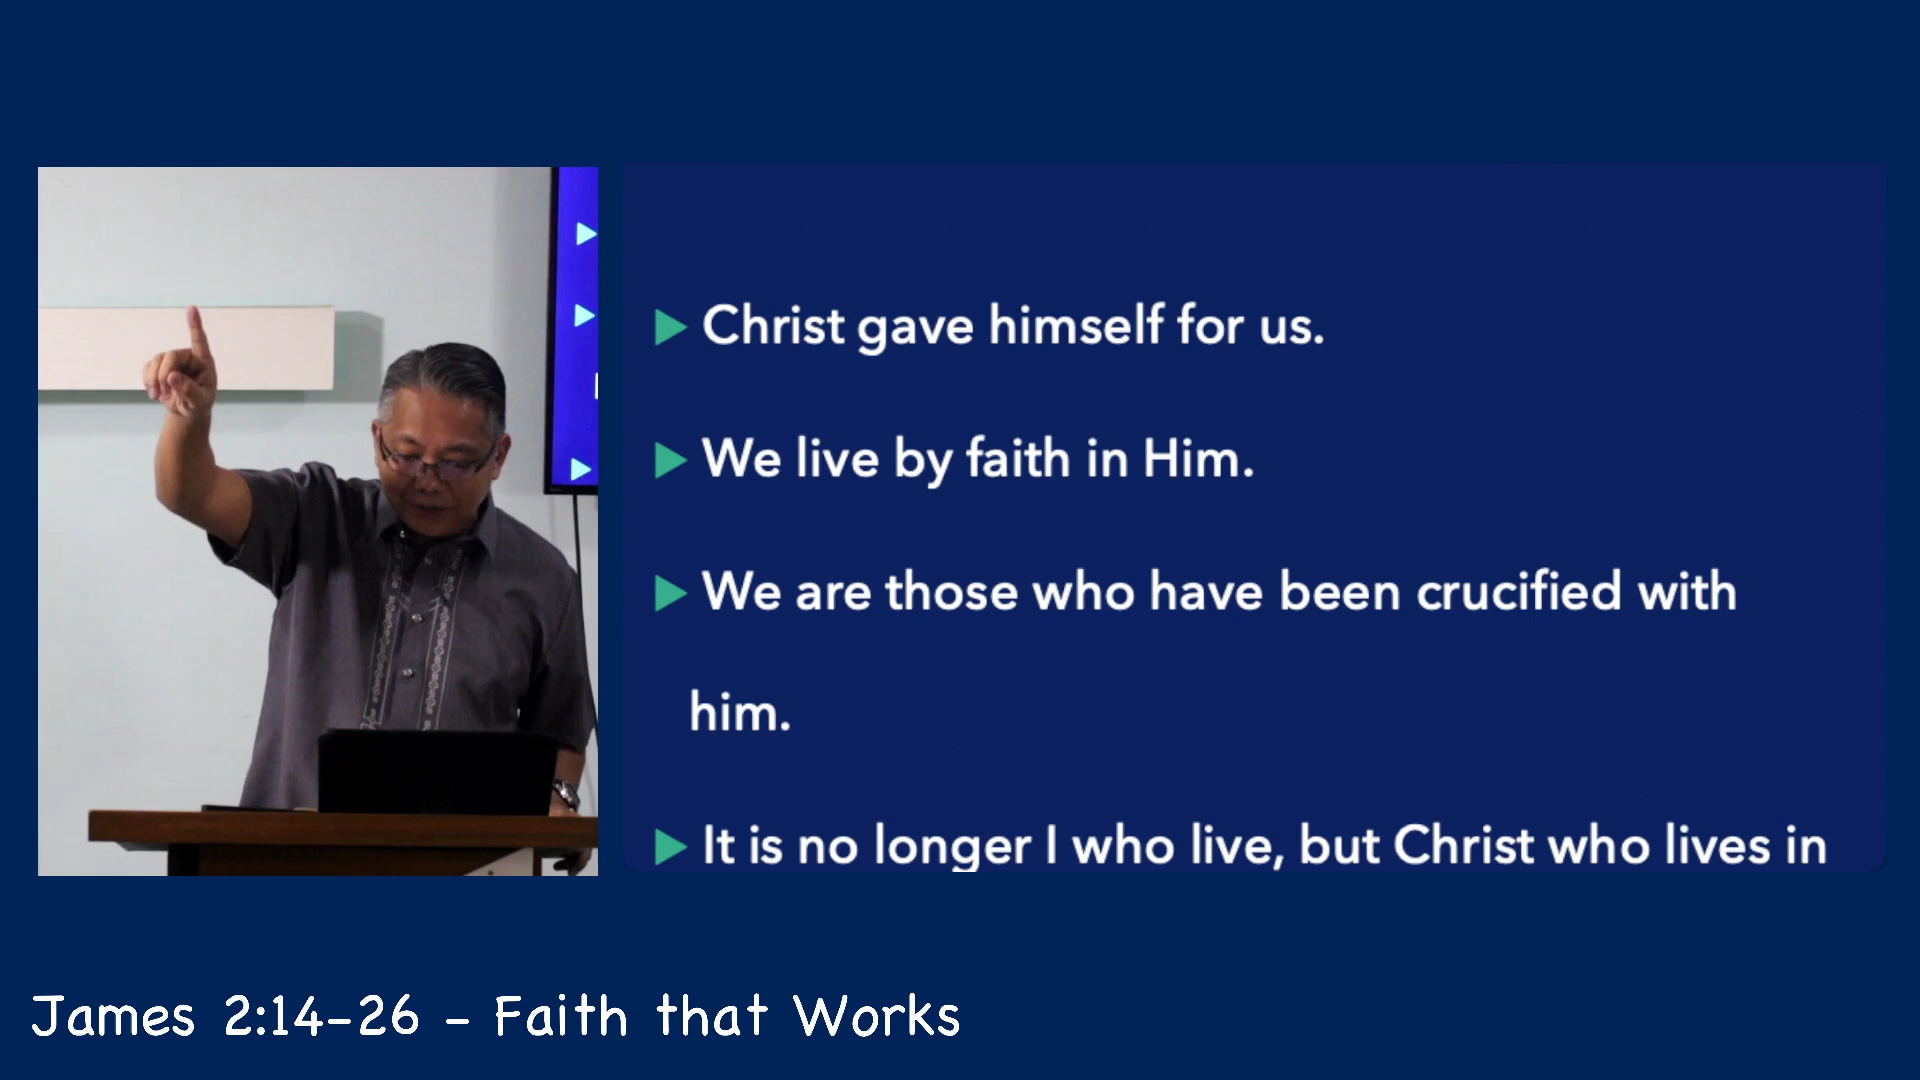 Christ gave himself for us.
We live by faith in Him.
We are those who have been crucified with
him.
It is no longer I who live, but Christ who lives in
James 2:14-26 - Faith that Works